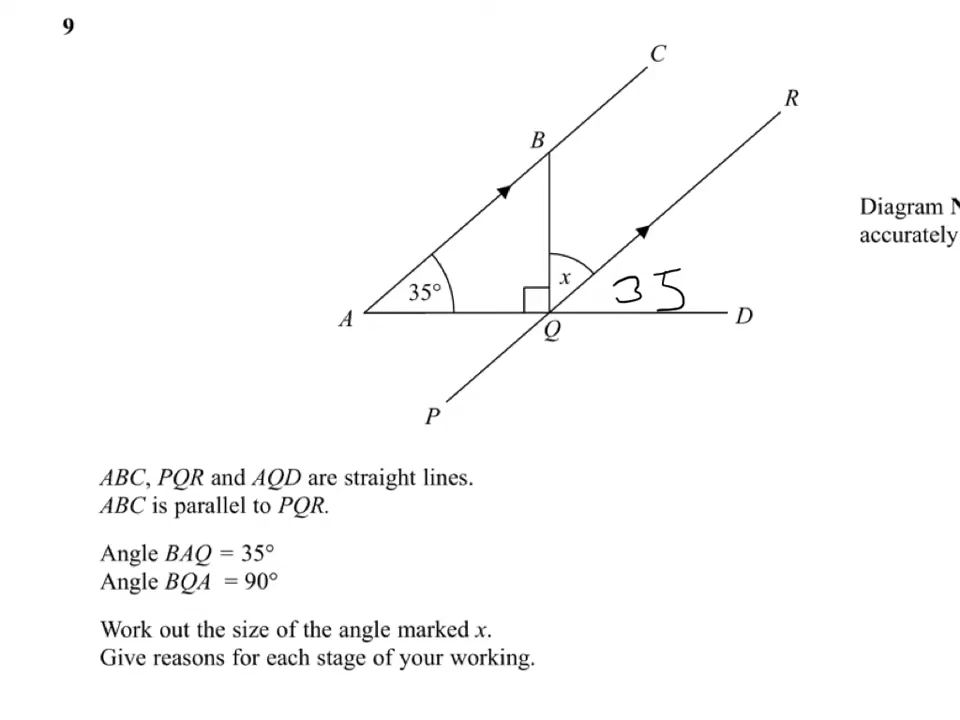 9
C
R
B
Diagram N
accurately
x
35
35°
A
Q
D
P
ABC, PQR and AQD are straight lines.
ABC is parallel to PQR.
Angle BAQ = 35°
Angle BQA = 90°
Work out the size of the angle marked x.
Give reasons for each stage of your working.